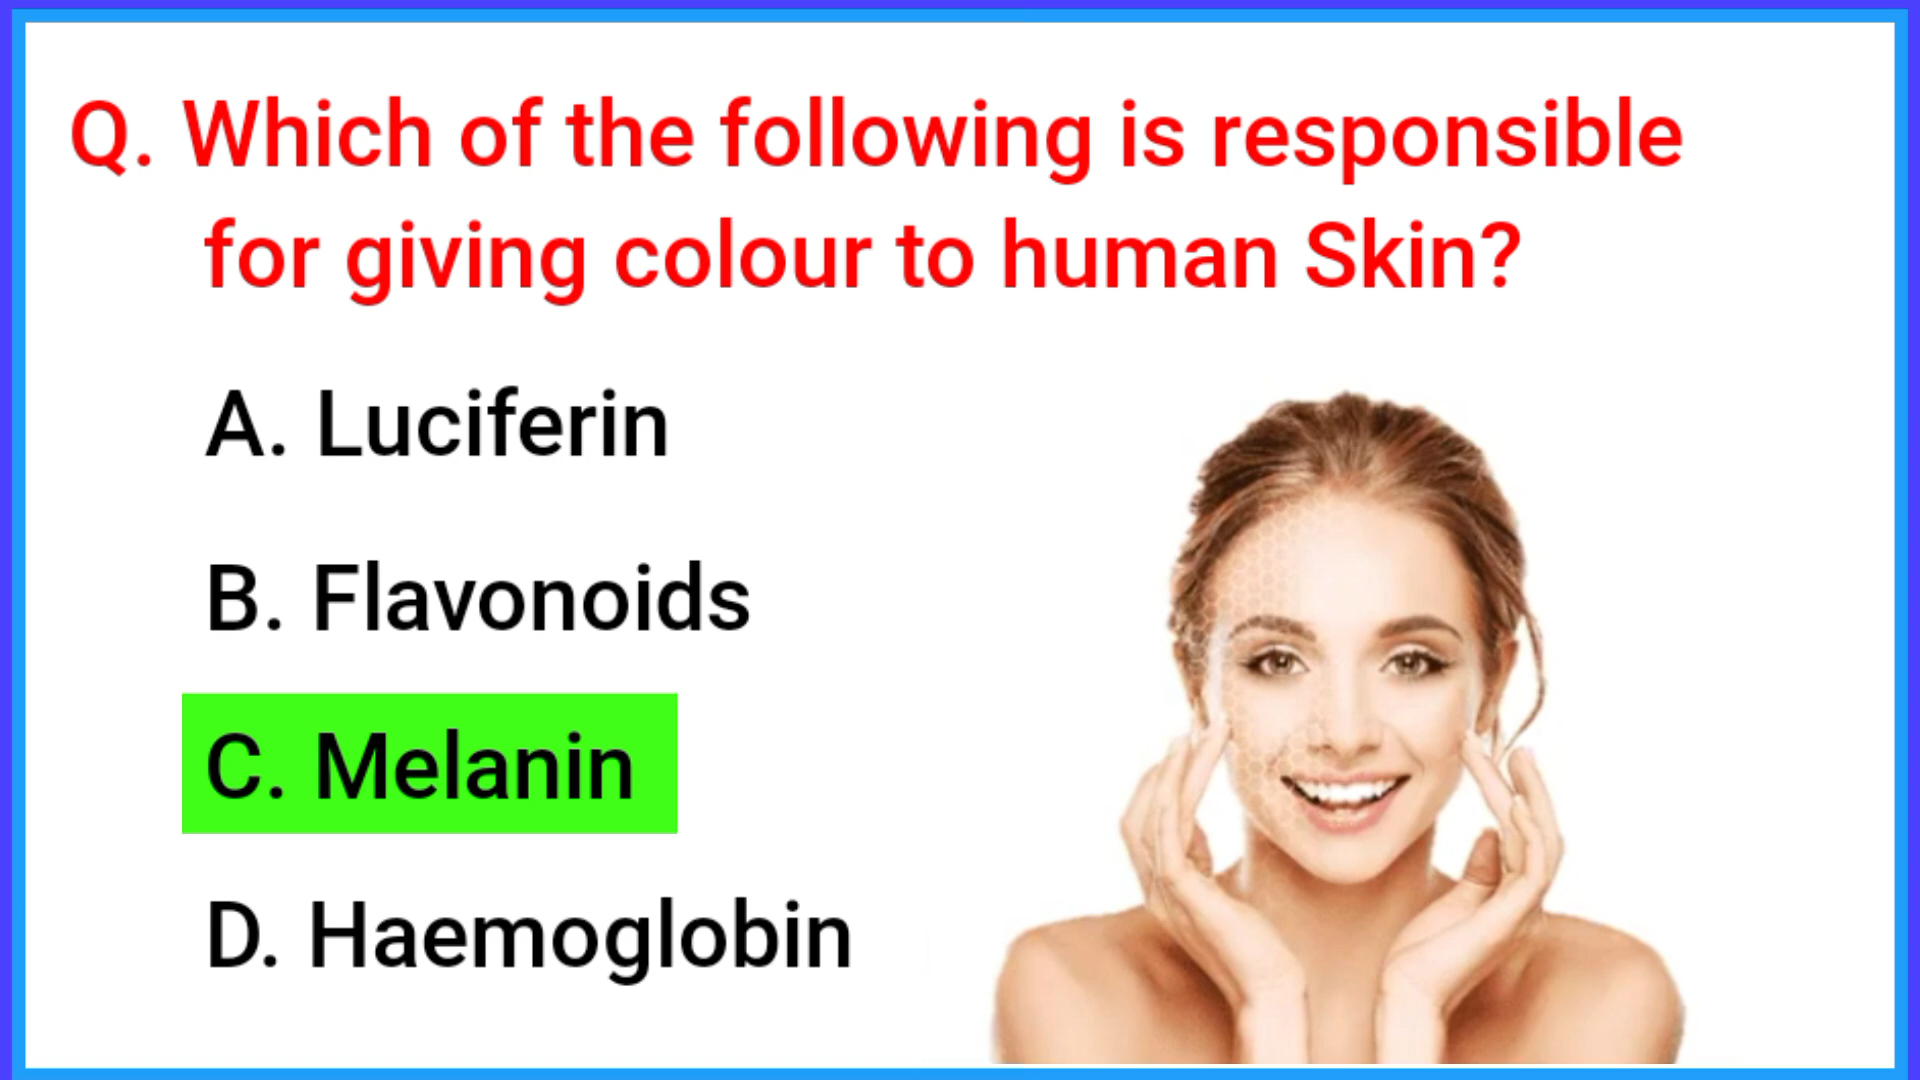 Q. Which of the following is responsible
for giving colour to human Skin?
A. Luciferin
B. Flavonoids
C. Melanin
D. Haemoglobin